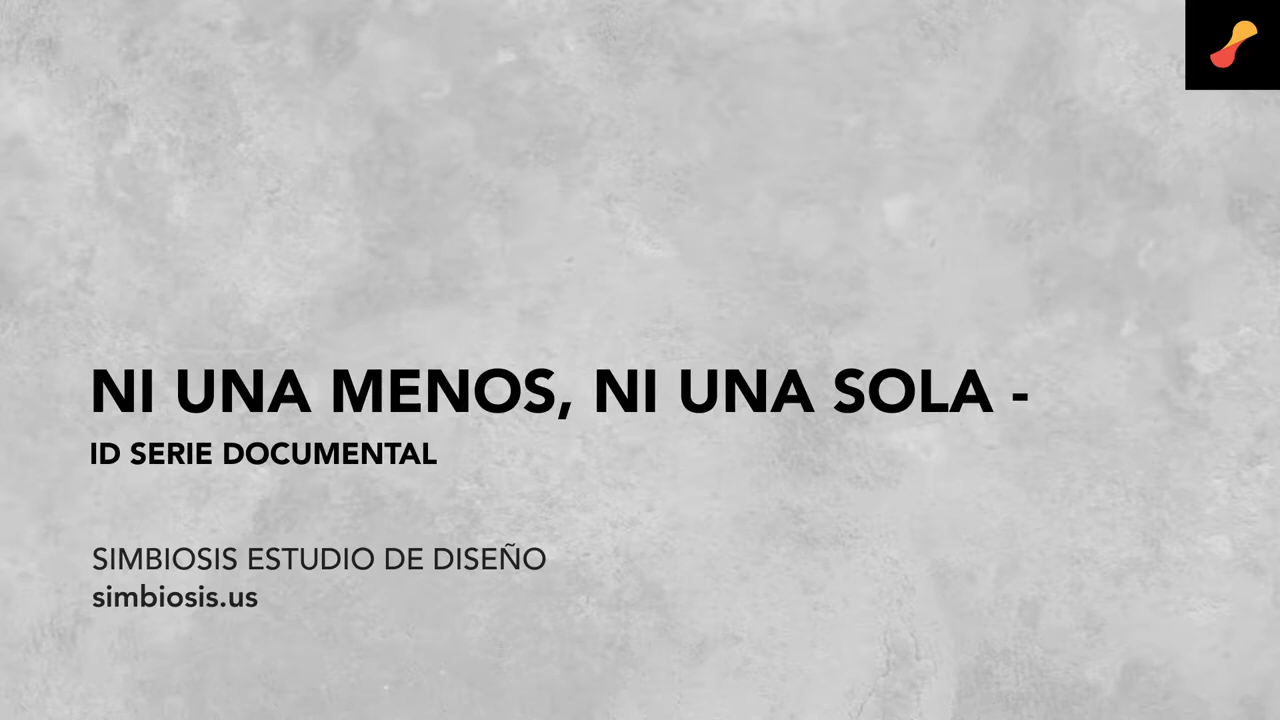 NI UNA MENOS, NI UNA SOLA -
ID SERIE DOCUMENTAL
SIMBIOSIS ESTUDIO DE DISEÑO
simbiosis.us